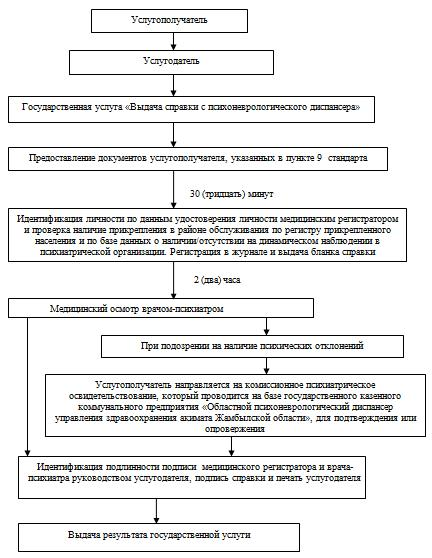 Услугополучатель
Услугодатель
Государственная услуга «Выдача справки с психоневрологического диспансера»
Предоставление документов услугополучателя, указанных в пункте 9 стандарта
30 (тридцать) минут
Идентификация личности по данным удостоверения личности медицинским регистратором
и проверка наличие прикрепления в районе обслуживания по регистру прикрепленного
населения и по базе данных о наличии/отсутствии на динамическом наблюдении в
психиатрической организации. Регистрация в журнале и выдача бланка справки
2 (два) часа
Медицинский осмотр врачом-психиатром
При подозрении на наличие психических отклонений
Услугополучатель направляется на комиссионное психиатрическое
освидетельствование, который проводится на базе государственного казенного
коммунального предприятия «Областной психоневрологический диспансер
управления здравоохранения акимата Жамбылской области», для подтверждения или
опровержения
Идентификация подлинности подписи медицинского регистратора и врача-
психиатра руководством услугодателя, подпись справки и печать услугодателя
Выдача результата государственной услуги